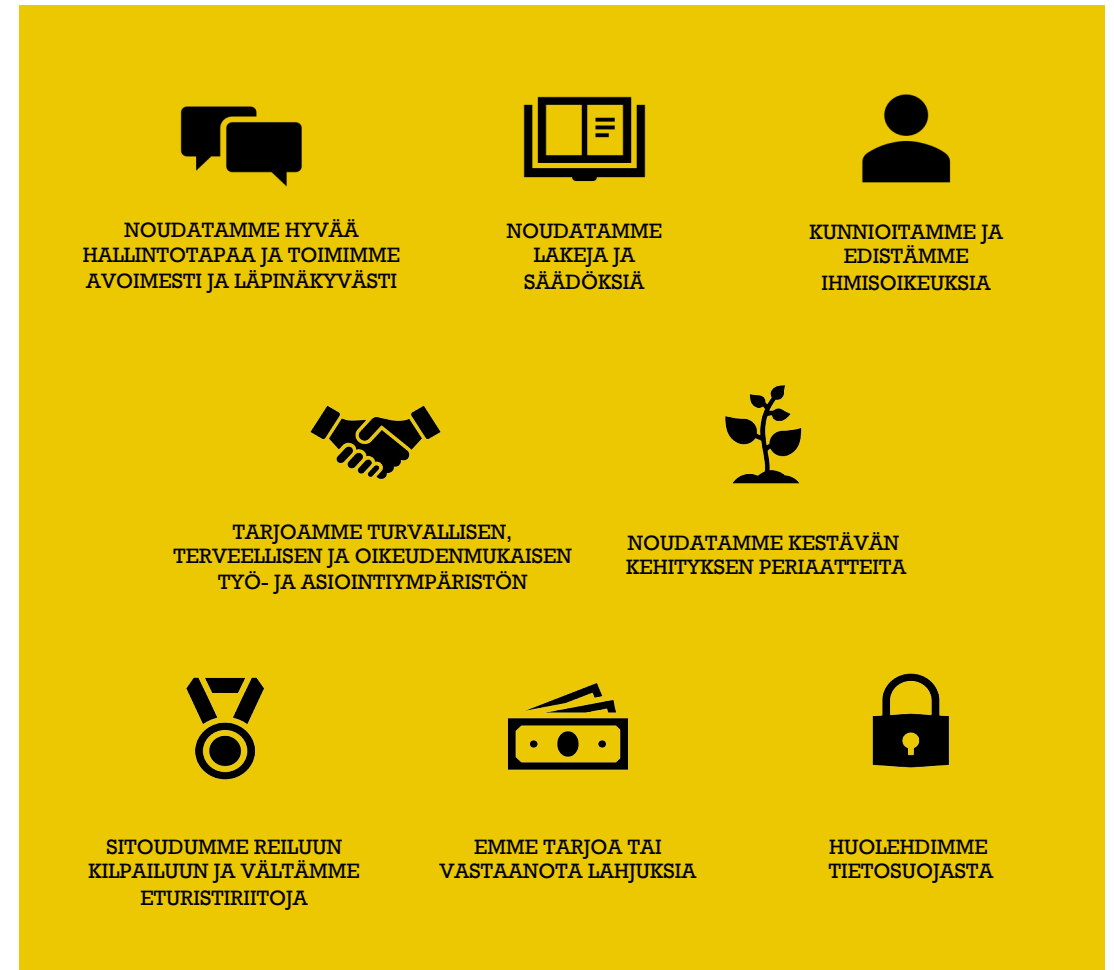 NOUDATAMME HYVÄÄ
HALLINTOTAPAA JA TOIMIMME
AVOIMESTI JA LÄPINÄKYVÄSTI
NOUDATAMME
LAKEJA JA
SÄÄDÖKSIÄ
KUNNIOITAMME JA
EDISTÄMME
IHMISOIKEUKSIA
TARJOAMME TURVALLISEN,
TERVEELLISEN JA OIKEUDENMUKAISEN
TYÖ- JA ASIOINTIYMPÄRISTÖN
NOUDATAMME KESTÄVÄN
KEHITYKSEN PERIAATTEITA
SITOUDUMME REILUUN
KILPAILUUN JA VÄLTÄMME
ETURISTIRIITOJA
EMME TARJOA TAI
VASTAANOTA LAHJUKSIA
HUOLEHDIMME
TIETOSUOJASTA